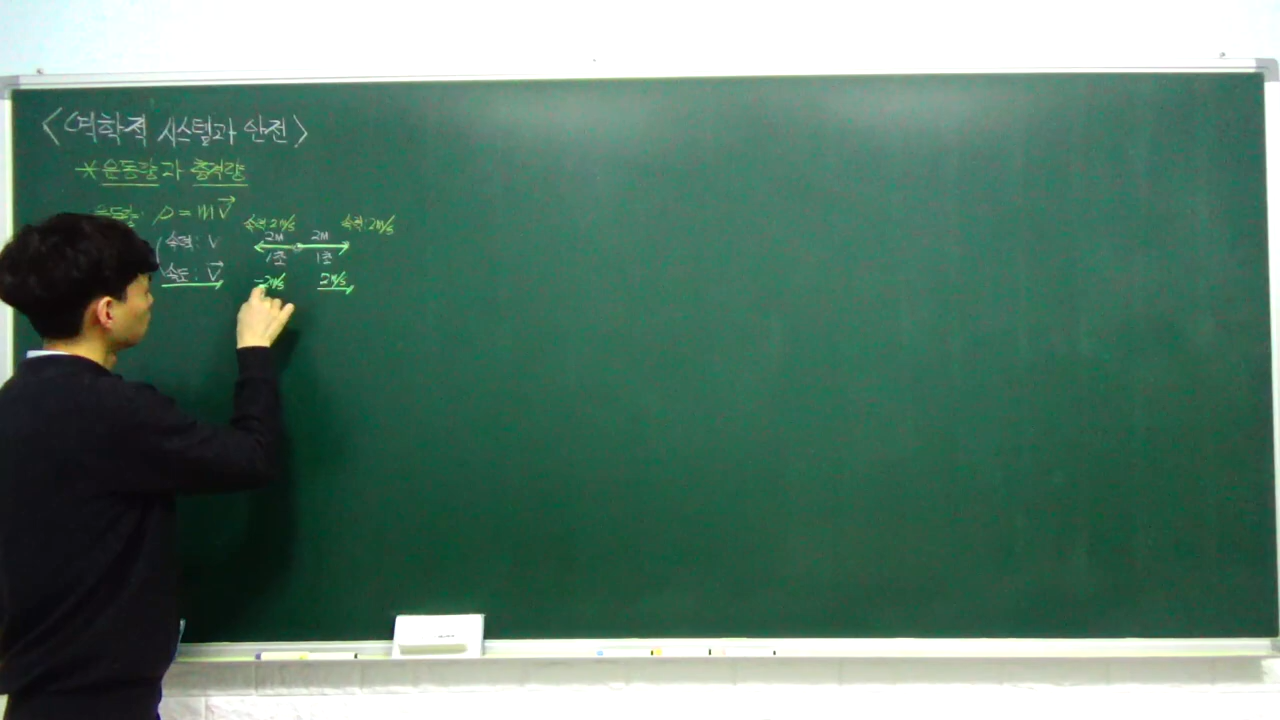 <역학적 시스템과 안전>
*운동량과 충격량
운동량: p=mv⃗
속력: 2m/s 속력: 2m/s
속력: v 2m 2m
1초 1초
속도: v⃗ -2m/s 2m/s